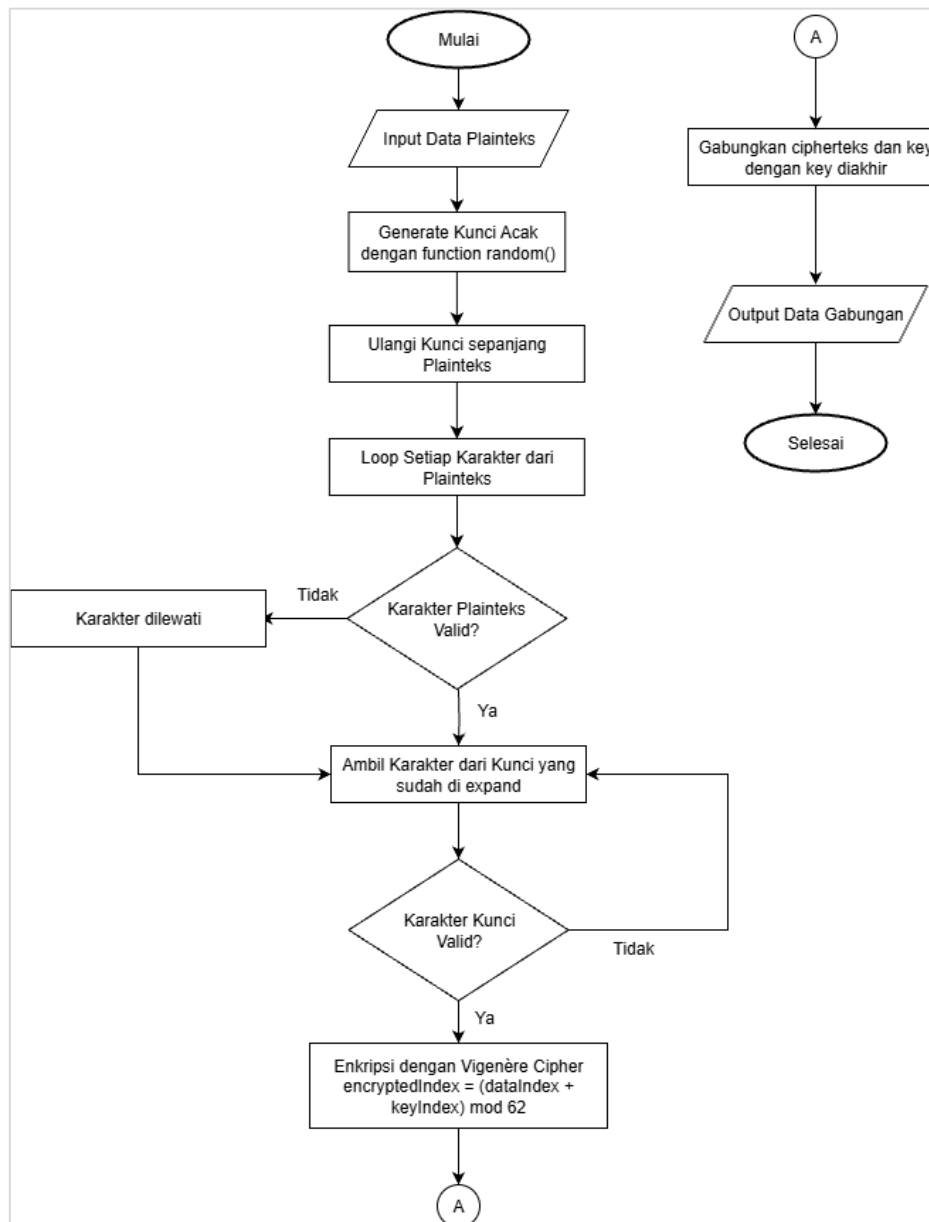 Mulai
Input Data Plainteks
Generate Kunci Acak
dengan function random()
Ulangi Kunci sepanjang
Plainteks
Loop Setiap Karakter dari
Plainteks
Karakter Plainteks
Valid?
Tidak
Karakter dilewati
Ya
Ambil Karakter dari Kunci yang
sudah di expand
Karakter Kunci
Valid?
Tidak
Ya
Enkripsi dengan Vigenère Cipher
encryptedIndex = (dataIndex +
keyIndex) mod 62
A
A
Gabungkan cipherteks dan key
dengan key diakhir
Output Data Gabungan
Selesai